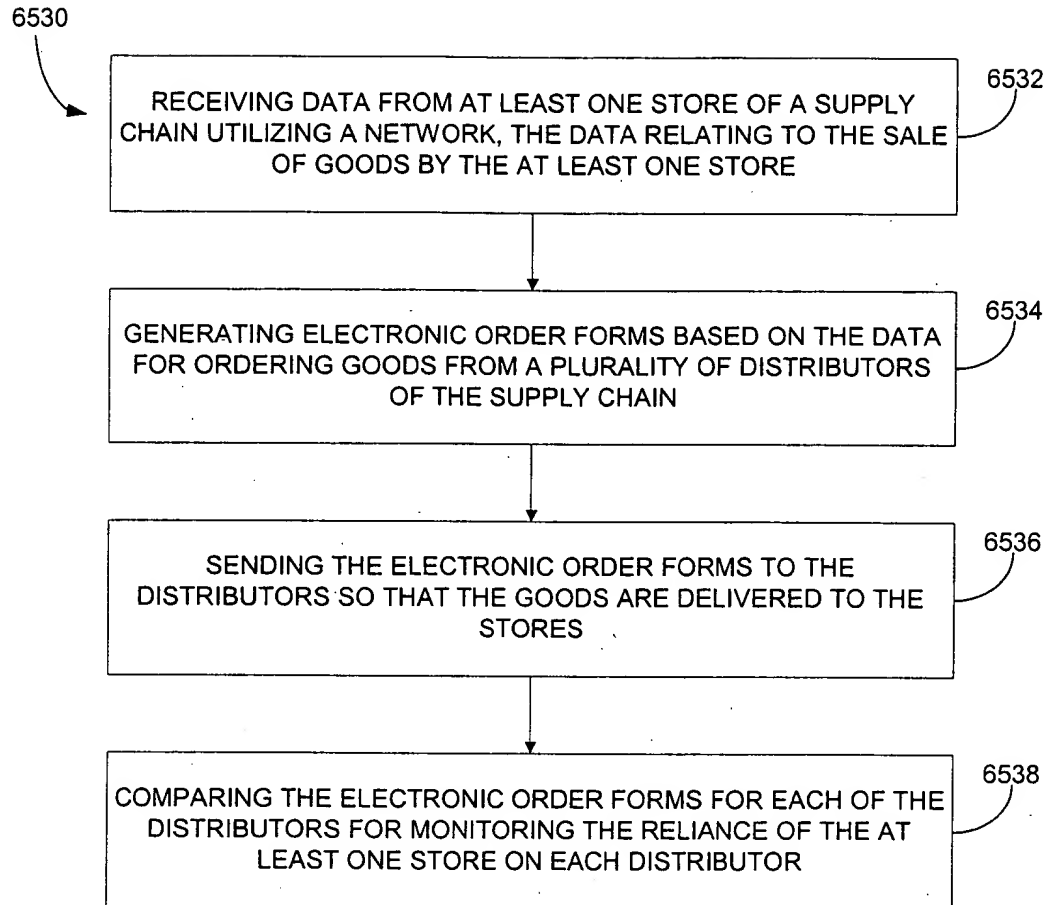 6530
6532
RECEIVING DATA FROM AT LEAST ONE STORE OF A SUPPLY
CHAIN UTILIZING A NETWORK, THE DATA RELATING TO THE SALE
OF GOODS BY THE AT LEAST ONE STORE
6534
GENERATING ELECTRONIC ORDER FORMS BASED ON THE DATA
FOR ORDERING GOODS FROM A PLURALITY OF DISTRIBUTORS
OF THE SUPPLY CHAIN
6536
SENDING THE ELECTRONIC ORDER FORMS TO THE
DISTRIBUTORS SO THAT THE GOODS ARE DELIVERED TO THE
STORES
6538
COMPARING THE ELECTRONIC ORDER FORMS FOR EACH OF THE
DISTRIBUTORS FOR MONITORING THE RELIANCE OF THE AT
LEAST ONE STORE ON EACH DISTRIBUTOR